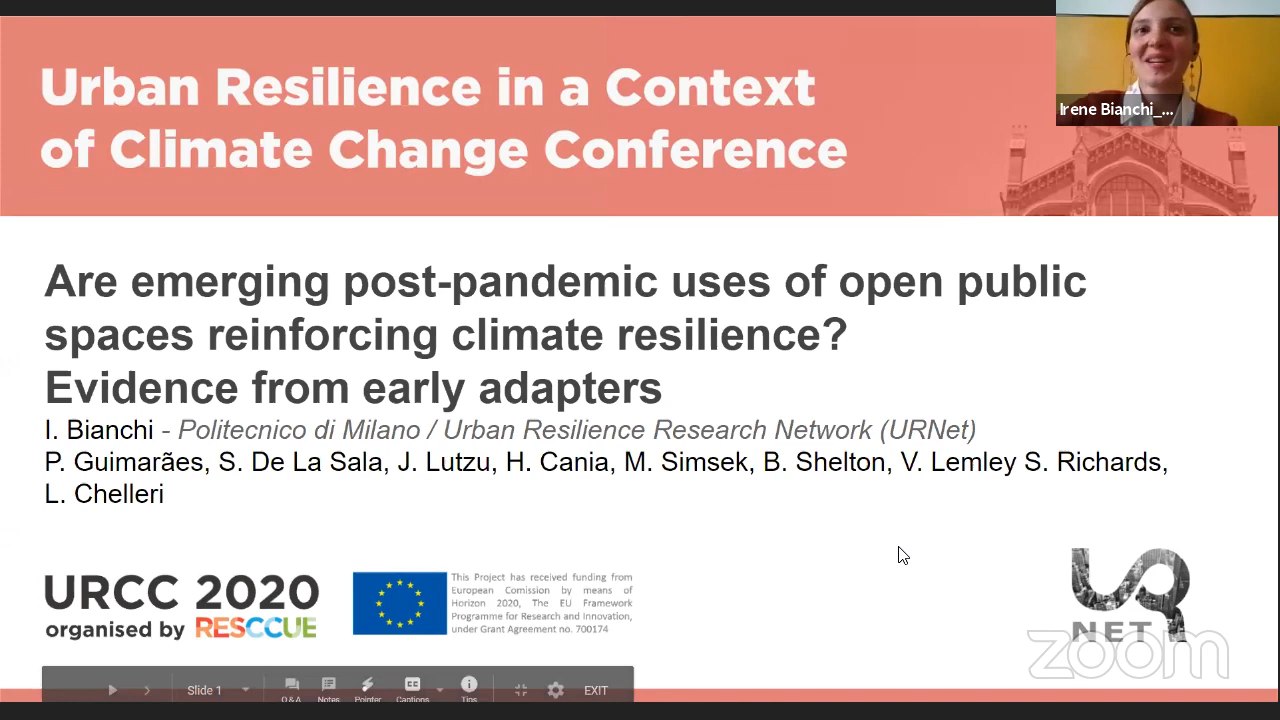 Urban Resilience in a Context
of Climate Change Conference
Irene Bianchi_...
Are emerging post-pandemic uses of open public
spaces reinforcing climate resilience?
Evidence from early adapters
I. Bianchi - Politecnico di Milano / Urban Resilience Research Network (URNet)
P. Guimarães, S. De La Sala, J. Lutzu, H. Cania, M. Simsek, B. Shelton, V. Lemley S. Richards,
L. Chelleri
URCC 2020
organised by RESCCUE
This Project has received funding from
European Comission by means of
Horizon 2020, The EU Framework
Programme for Research and Innovation,
under Grant Agreement no. 700174
UR
NET
zoom
Slide 1
Q & A
Notes
Pointer
CC
Captions
Tips
EXIT